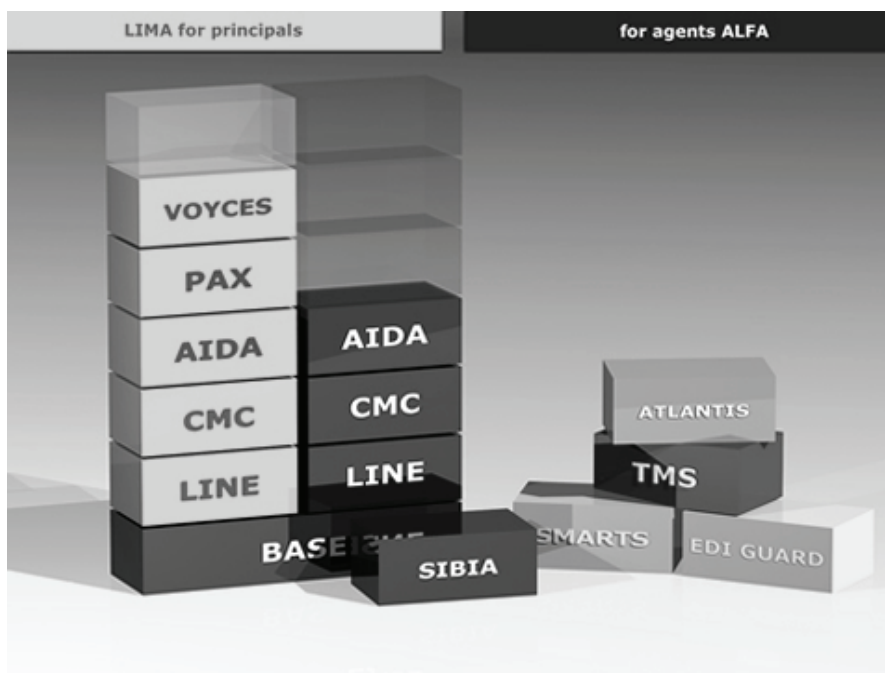 LIMA for principals
for agents ALFA
VOYCES
PAX
AIDA
AIDA
CMC
CMC
LINE
LINE
BASE
SIBIA
ATLANTIS
TMS
SMARTS
EDI GUARD